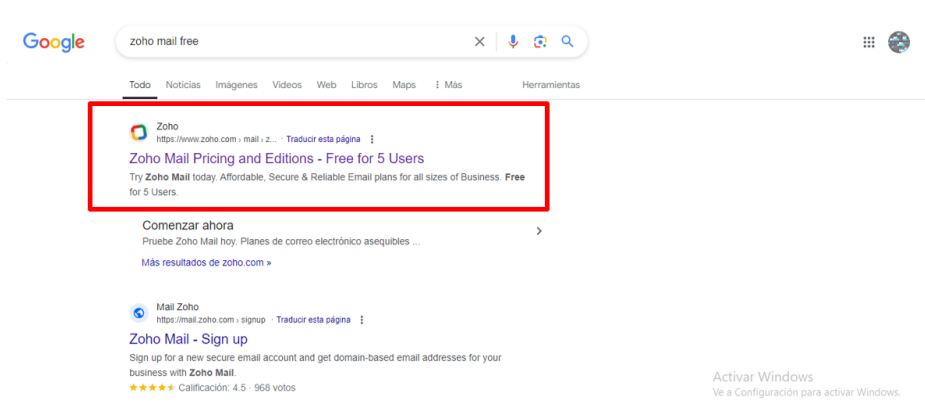 Google
zoho mail free
Todo Noticias Imágenes Videos Web Libros Maps Más Herramientas
Zoho
https://www.zoho.com › mail › z... · Traducir esta página
Zoho Mail Pricing and Editions - Free for 5 Users
Try Zoho Mail today. Affordable, Secure & Reliable Email plans for all sizes of Business. Free
for 5 Users.
Comenzar ahora
Pruebe Zoho Mail hoy. Planes de correo electrónico asequibles ...
Más resultados de zoho.com »
Mail Zoho
https://mail.zoho.com › signup · Traducir esta página
Zoho Mail - Sign up
Sign up for a new secure email account and get domain-based email addresses for your
business with Zoho Mail.
Calificación: 4.5 · 968 votos
Activar Windows
Ve a Configuración para activar Windows.